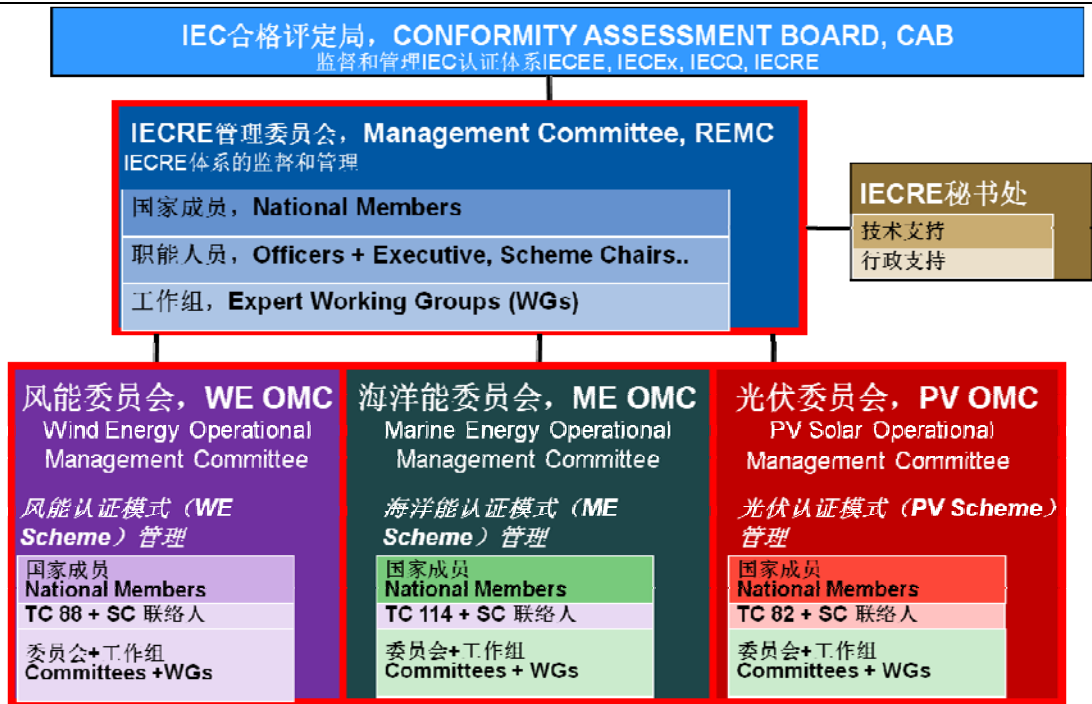 IEC合格评定局，CONFORMITY ASSESSMENT BOARD, CAB
监督和管理IEC认证体系IECEE, IECEx, IECQ, IECRE
IECRE管理委员会，Management Committee, REMC
IECRE体系的监督和管理
国家成员，National Members
职能人员，Officers + Executive, Scheme Chairs..
工作组，Expert Working Groups (WGs)
IECRE秘书处
技术支持
行政支持
风能委员会，WE OMC
Wind Energy Operational
Management Committee
风能认证模式（WE
Scheme）管理
国家成员
National Members
TC 88 + SC 联络人
委员会+工作组
Committees +WGs
海洋能委员会，ME OMC
Marine Energy Operational
Management Committee
海洋能认证模式（ME
Scheme）管理
国家成员
National Members
TC 114 + SC 联络人
委员会+工作组
Committees + WGs
光伏委员会，PV OMC
PV Solar Operational
Management Committee
光伏认证模式（PV Scheme）
管理
国家成员
National Members
TC 82 + SC 联络人
委员会+工作组
Committees + WGs